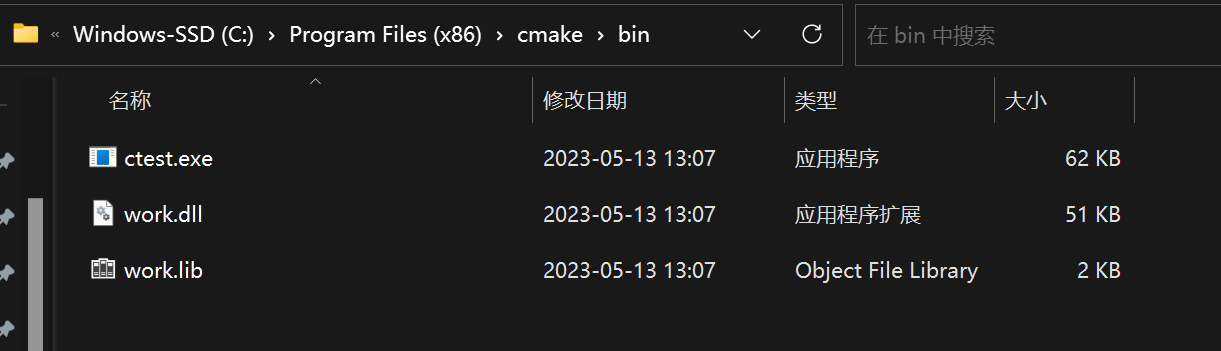 « Windows-SSD (C:) › Program Files (x86) › cmake › bin
在 bin 中搜索
名称 修改日期 类型 大小
ctest.exe 2023-05-13 13:07 应用程序 62 KB
work.dll 2023-05-13 13:07 应用程序扩展 51 KB
work.lib 2023-05-13 13:07 Object File Library 2 KB